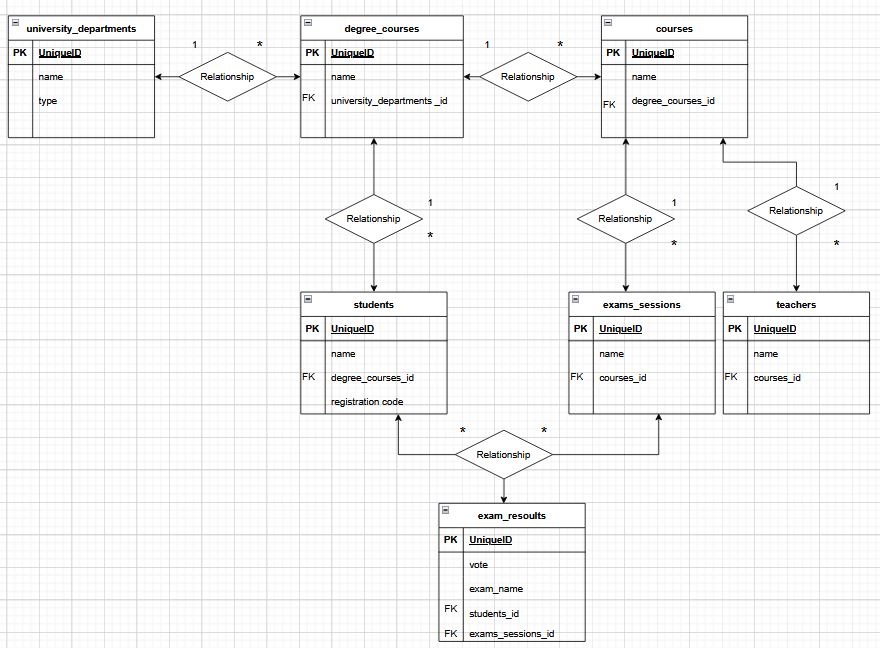 university_departments
PK UniqueID
name
type
1
*
Relationship
degree_courses
PK UniqueID
name
FK university_departments _id
1
*
Relationship
courses
PK UniqueID
name
FK degree_courses_id
Relationship
1
*
Relationship
1
*
Relationship
1
*
students
PK UniqueID
name
FK degree_courses_id
registration code
exams_sessions
PK UniqueID
name
FK courses_id
teachers
PK UniqueID
name
FK courses_id
*
*
Relationship
exam_resoults
PK UniqueID
vote
exam_name
FK students_id
FK exams_sessions_id